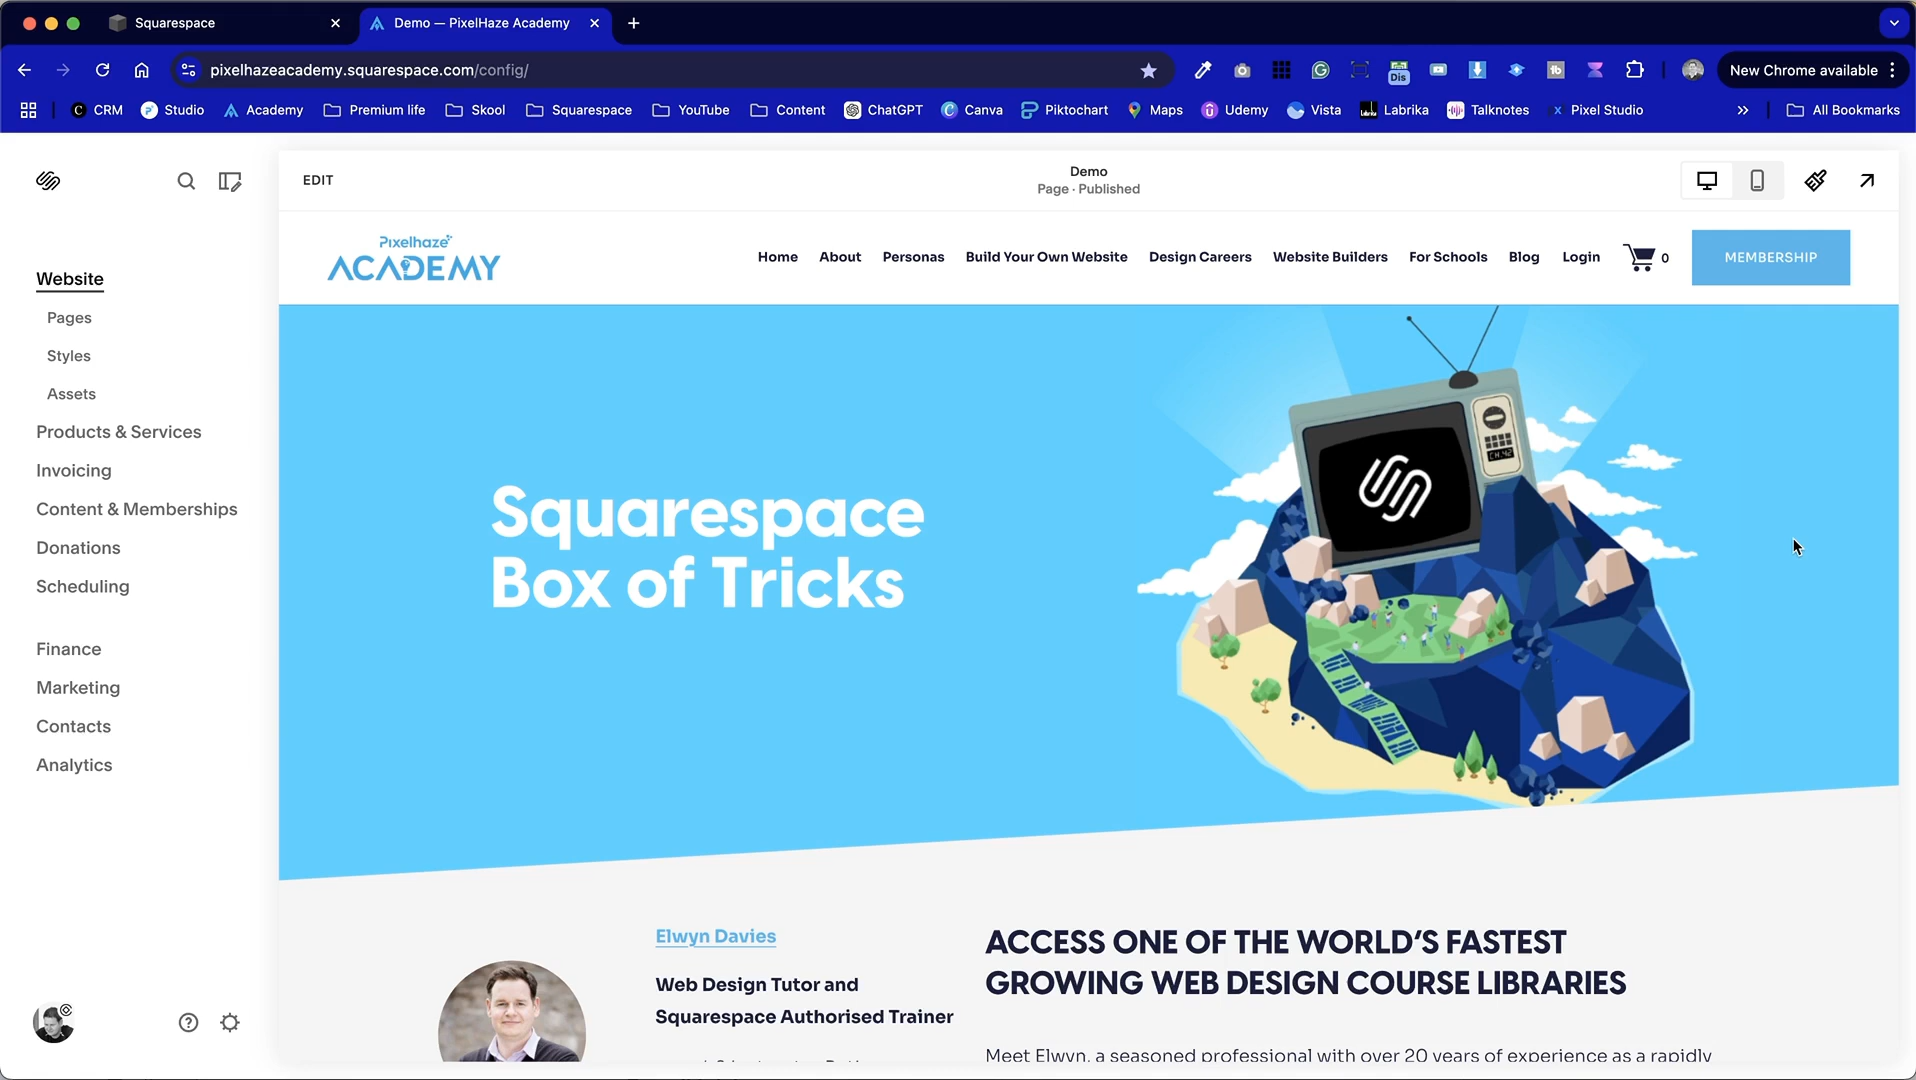 Squarespace
Demo — PixelHaze Academy
pixelhazeacademy.squarespace.com/config/
Dis
New Chrome available
CRM
Studio
Academy
Premium life
Skool
Squarespace
YouTube
Content
ChatGPT
Canva
Piktochart
Maps
Udemy
Vista
Labrika
Talknotes
Pixel Studio
All Bookmarks
EDIT
Demo
Page · Published
Website
Pages
Styles
Assets
Products & Services
Invoicing
Content & Memberships
Donations
Scheduling
Finance
Marketing
Contacts
Analytics
Pixelhaze
ACADEMY
Home
About
Personas
Build Your Own Website
Design Careers
Website Builders
For Schools
Blog
Login
0
MEMBERSHIP
Squarespace
Box of Tricks
CH.42
Elwyn Davies
Web Design Tutor and
Squarespace Authorised Trainer
ACCESS ONE OF THE WORLD'S FASTEST
GROWING WEB DESIGN COURSE LIBRARIES
Meet Elwyn, a seasoned professional with over 20 years of experience as a rapidly